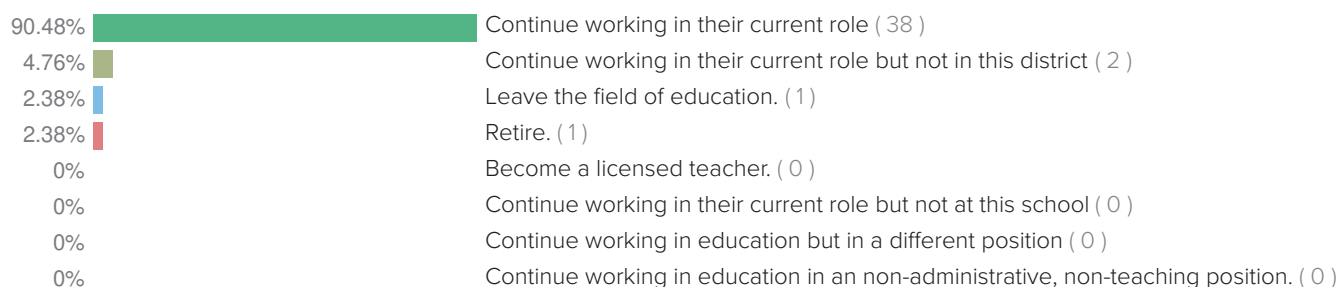 90.48% Continue working in their current role ( 38 )
4.76% Continue working in their current role but not in this district ( 2 )
2.38% Leave the field of education. ( 1 )
2.38% Retire. ( 1 )
0% Become a licensed teacher. ( 0 )
0% Continue working in their current role but not at this school ( 0 )
0% Continue working in education but in a different position ( 0 )
0% Continue working in education in an non-administrative, non-teaching position. ( 0 )